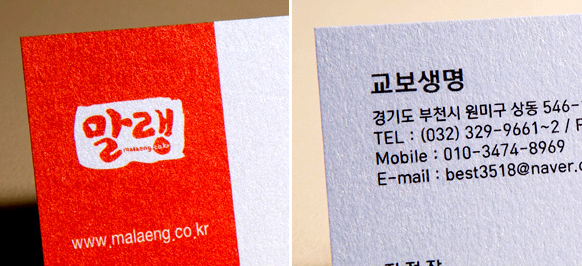 말랭
malaeng.co.kr
www.malaeng.co.kr
교보생명
경기도 부천시 원미구 상동 546-
TEL : (032) 329-9661~2 / F
Mobile : 010-3474-8969
E-mail : best3518@naver.c